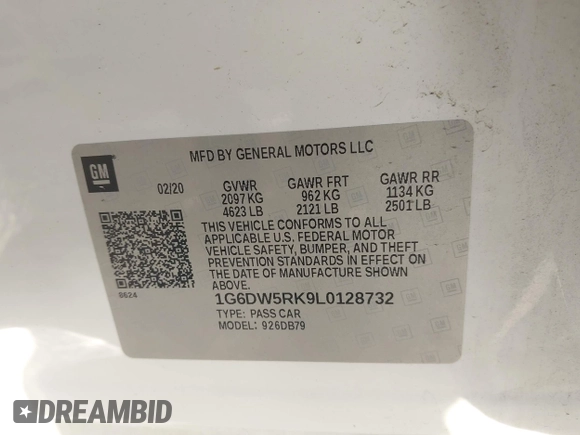 MFD BY GENERAL MOTORS LLC
GM
02/20 GVWR GAWR FRT GAWR RR
2097 KG 962 KG 1134 KG
4623 LB 2121 LB 2501 LB
THIS VEHICLE CONFORMS TO ALL
APPLICABLE U.S. FEDERAL MOTOR
VEHICLE SAFETY, BUMPER, AND THEFT
PREVENTION STANDARDS IN EFFECT ON
THE DATE OF MANUFACTURE SHOWN
ABOVE.
8624
1G6DW5RK9L0128732
TYPE: PASS CAR
MODEL: 926DB79
DREAMBID